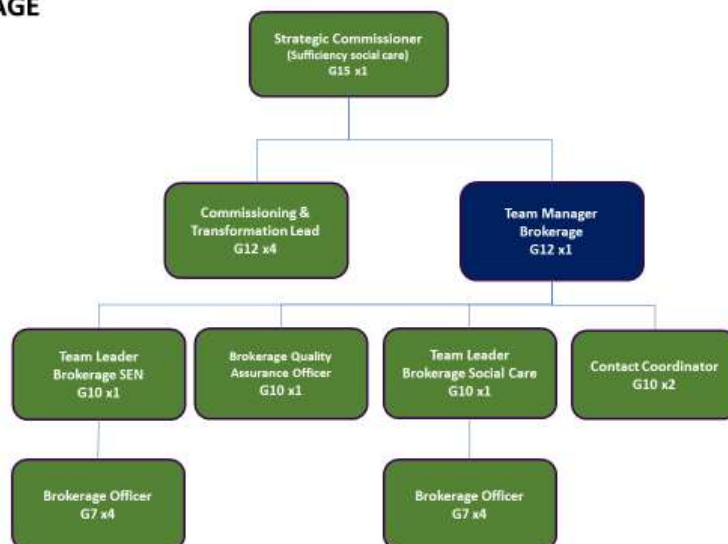 AGE
Strategic Commissioner
(Sufficiency social care)
G15 x1
Commissioning &
Transformation Lead
G12 x4
Team Manager
Brokerage
G12 x1
Team Leader
Brokerage SEN
G10 x1
Brokerage Quality
Assurance Officer
G10 x1
Team Leader
Brokerage Social Care
G10 x1
Contact Coordinator
G10 x2
Brokerage Officer
G7 x4
Brokerage Officer
G7 x4